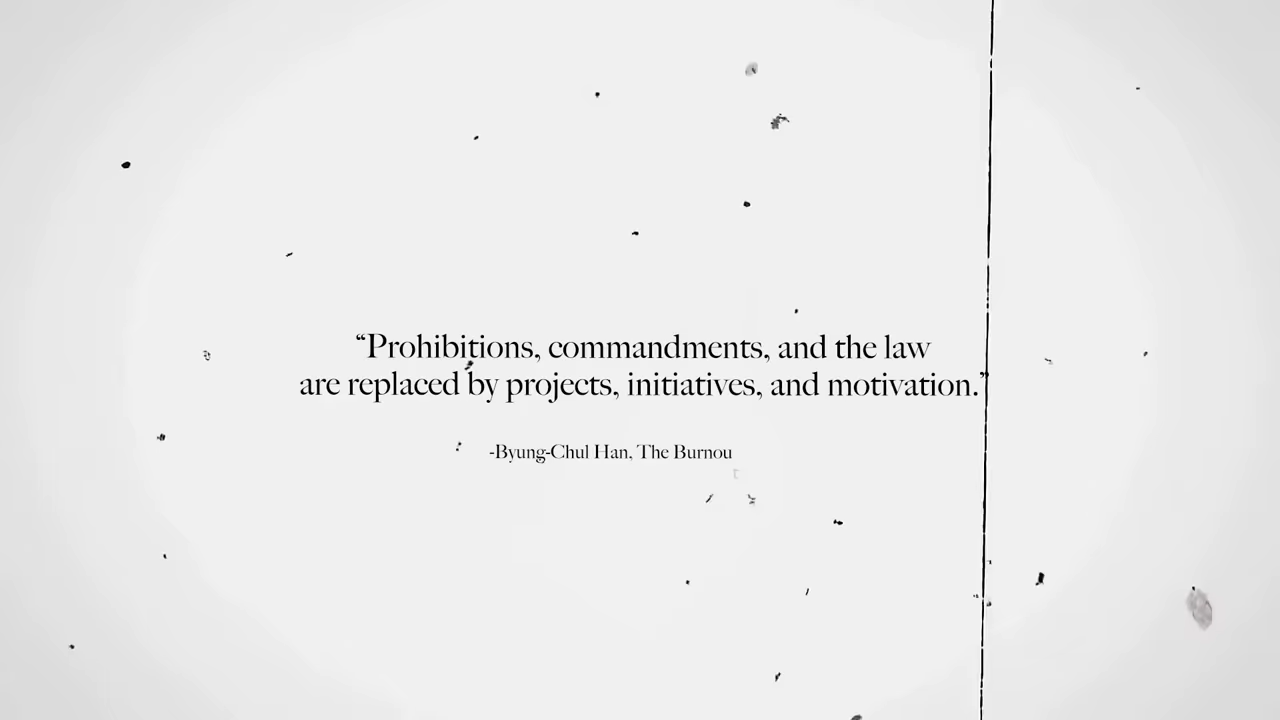 “Prohibitions, commandments, and the law
are replaced by projects, initiatives, and motivation.”
-Byung-Chul Han, The Burnou